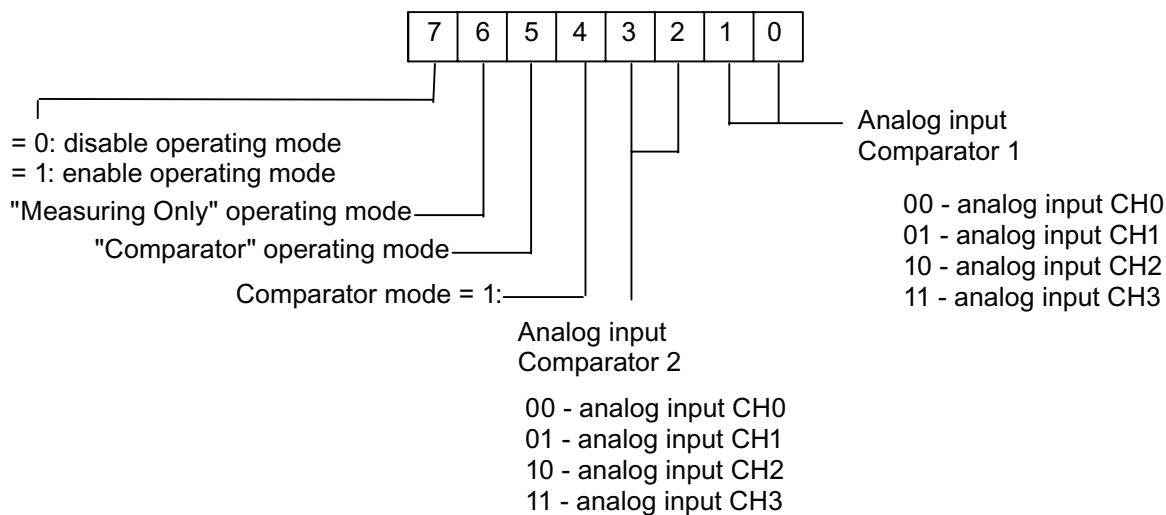 7 6 5 4 3 2 1 0
= 0: disable operating mode
= 1: enable operating mode
"Measuring Only" operating mode
"Comparator" operating mode
Comparator mode = 1:
Analog input
Comparator 2
00 - analog input CH0
01 - analog input CH1
10 - analog input CH2
11 - analog input CH3
Analog input
Comparator 1
00 - analog input CH0
01 - analog input CH1
10 - analog input CH2
11 - analog input CH3